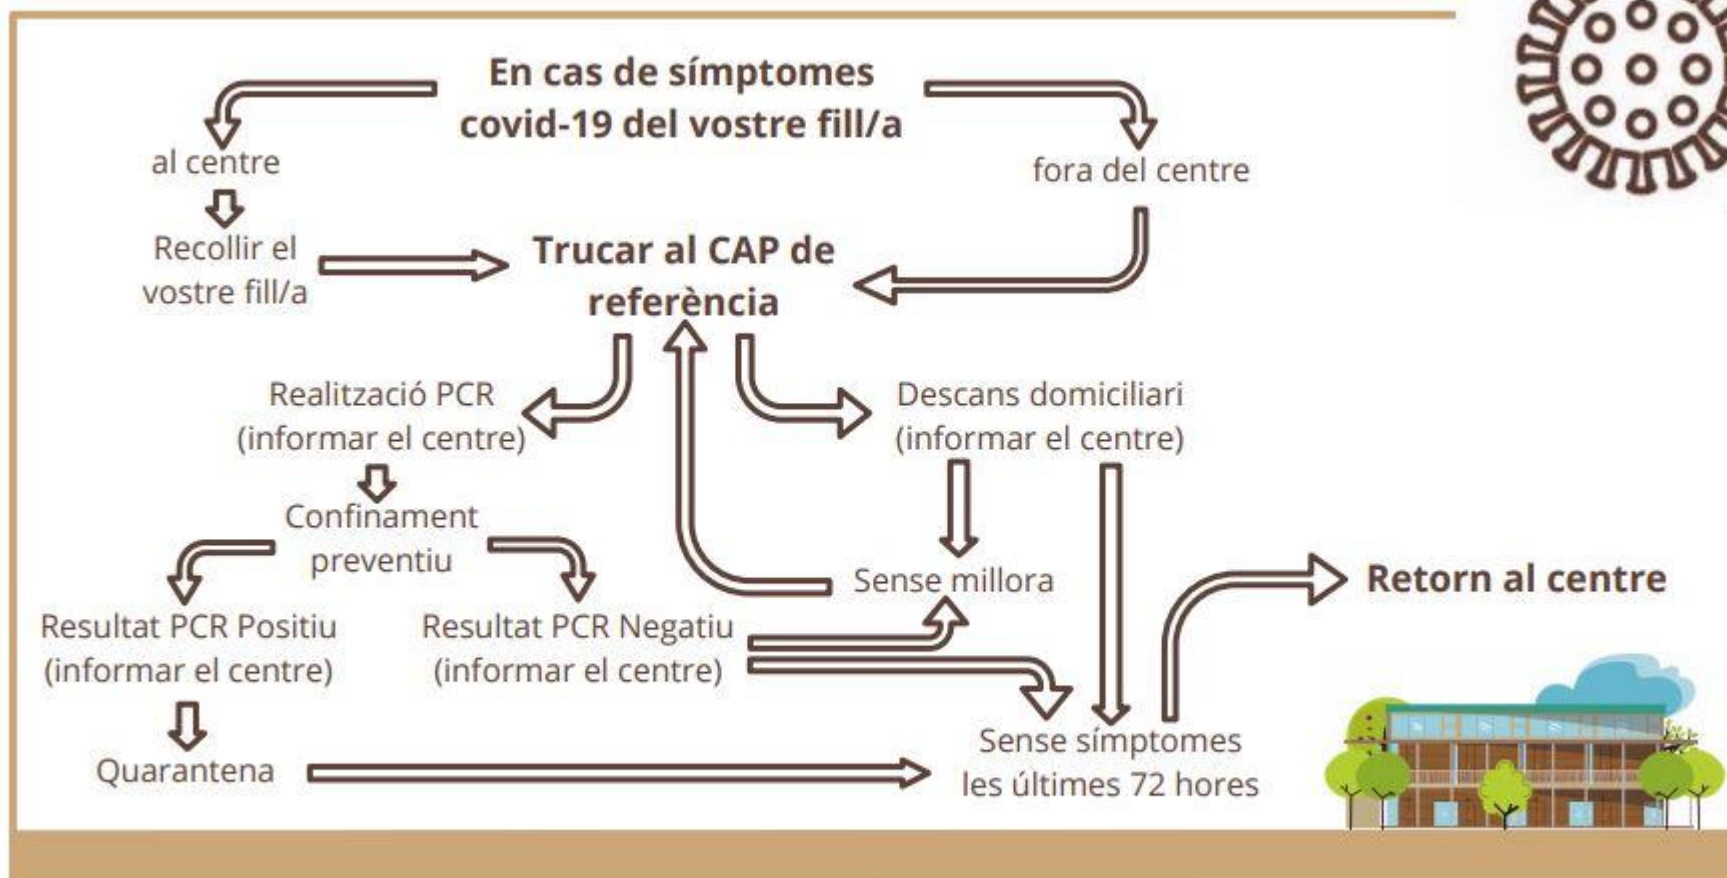 En cas de símptomes
covid-19 del vostre fill/a
al centre
fora del centre
Recollir el
vostre fill/a
Trucar al CAP de
referència
Realització PCR
(informar el centre)
Descans domiciliari
(informar el centre)
Confinament
preventiu
Sense millora
Retorn al centre
Resultat PCR Positiu
(informar el centre)
Resultat PCR Negatiu
(informar el centre)
Quarantena
Sense símptomes
les últimes 72 hores